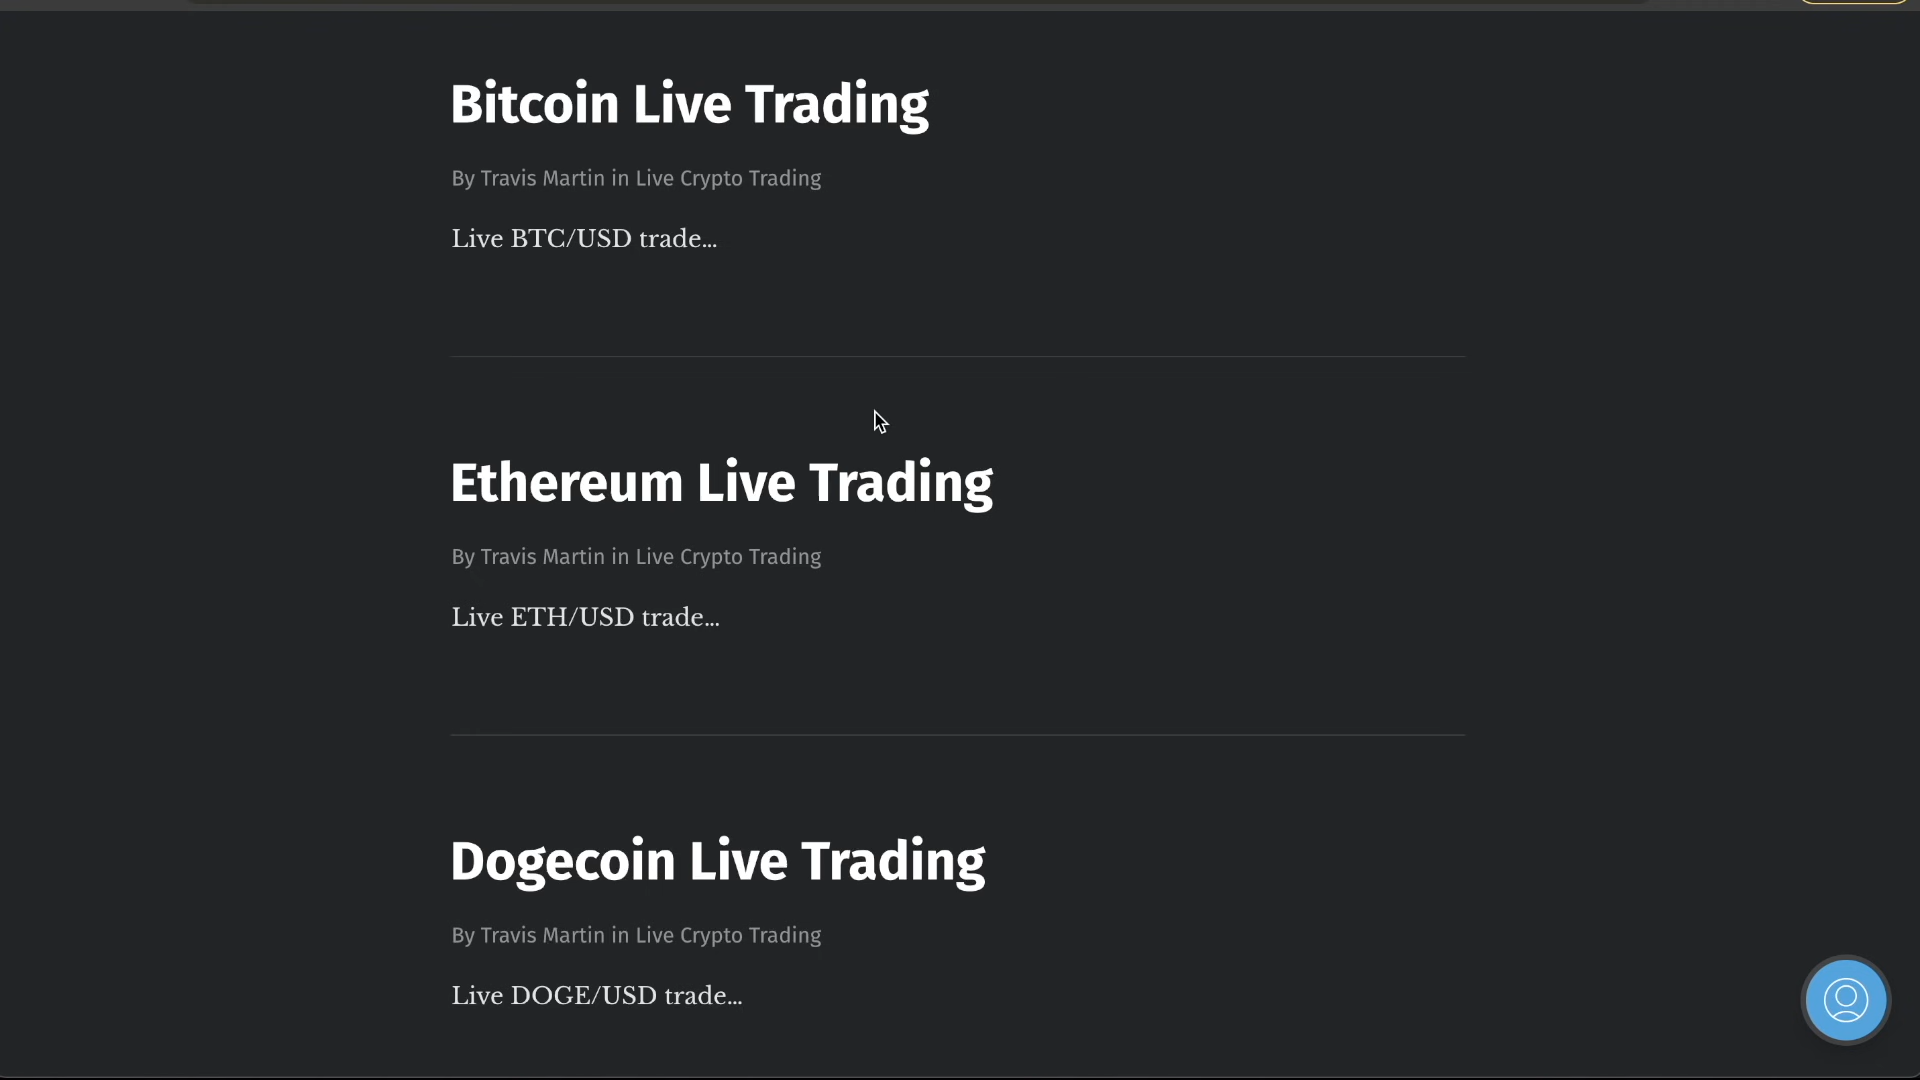 Bitcoin Live Trading
By Travis Martin in Live Crypto Trading
Live BTC/USD trade...
Ethereum Live Trading
By Travis Martin in Live Crypto Trading
Live ETH/USD trade...
Dogecoin Live Trading
By Travis Martin in Live Crypto Trading
Live DOGE/USD trade...